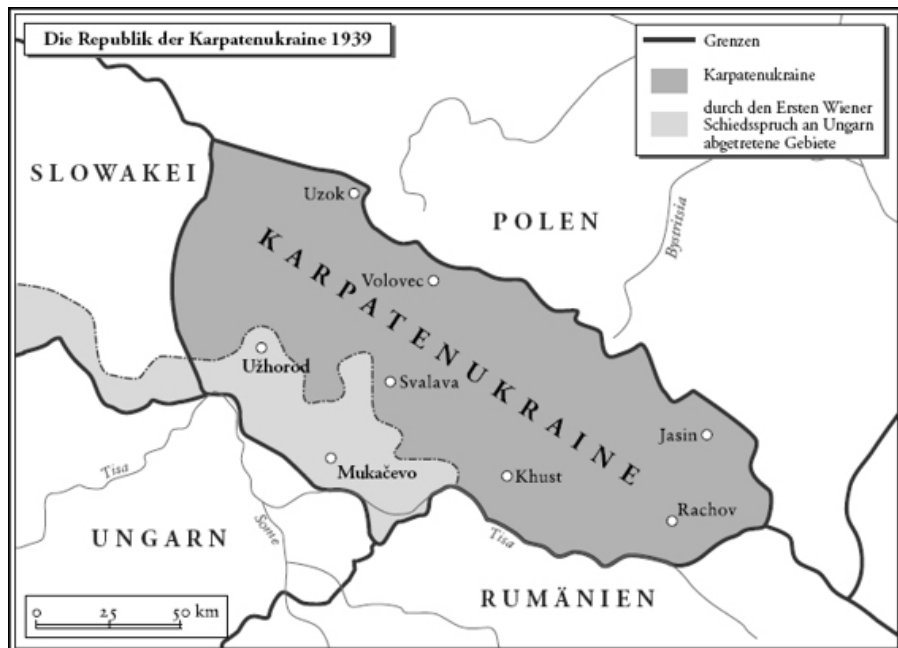 Die Republik der Karpatenukraine 1939
Grenzen
Karpatenukraine
durch den Ersten Wiener
Schiedsspruch an Ungarn
abgetretene Gebiete
SLOWAKEI
Uzok
POLEN
Bystritsia
KARPATENUKRAINE
Volovec
Užhorod
Svalava
Jasin
Tisa
Mukačevo
Khust
Rachov
UNGARN
Some
Tisa
RUMÄNIEN
0 25 50 km